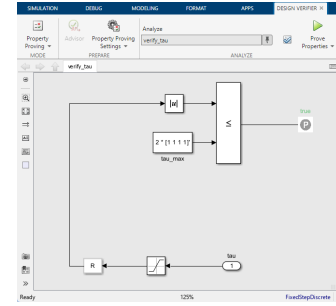 SIMULATION DEBUG MODELING FORMAT APPS DESIGN VERIFIER ×
Property Proving
Advisor
Property Proving Settings
Analyze
verify_tau
Prove Properties
MODE PREPARE ANALYZE
verify_tau
|u|
≤
true
P
2 * [1 1 1 1]'
tau_max
R
tau
1
Ready 125% FixedStepDiscrete